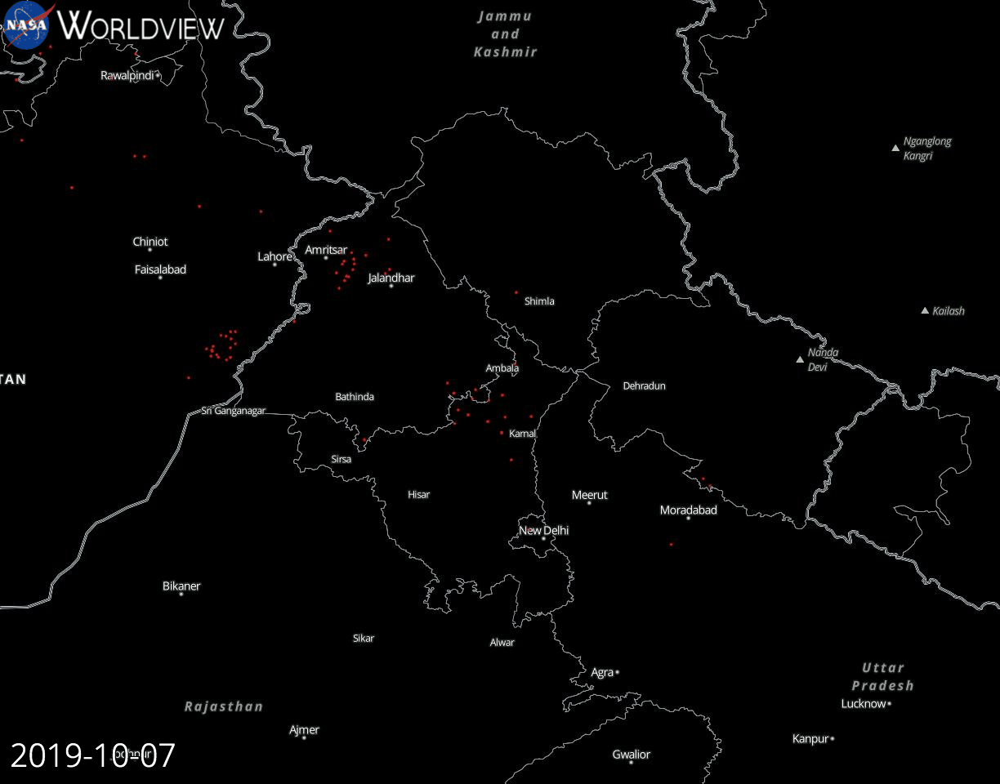 NASA WORLDVIEW
Jammu
and
Kashmir
Rawalpindi
Nganglong
Kangri
Chiniot
Amritsar
Lahore
Faisalabad
Jalandhar
Shimla
Kailash
Nanda
Devi
Ambala
TAN
Dehradun
Bathinda
Sri Ganganagar
Karnal
Sirsa
Hisar
Meerut
Moradabad
New Delhi
Bikaner
Sikar
Alwar
Agra
Uttar
Pradesh
Lucknow
Rajasthan
Ajmer
Kanpur
Gwalior
2019-10-07